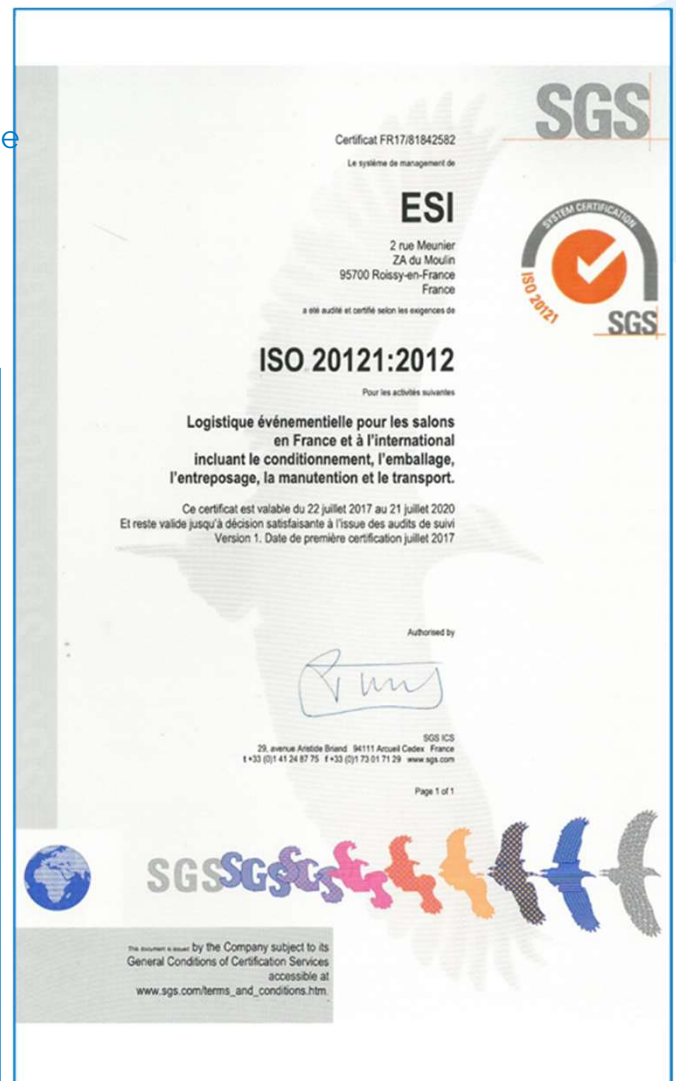 e
SGS
Certificat FR17/81842582
Le système de management de
ESI
2 rue Meunier
ZA du Moulin
95700 Roissy-en-France
France
a été audité et certifié selon les exigences de
SYSTEM CERTIFICATION
ISO 20121
SGS
ISO 20121:2012
Pour les activités suivantes
Logistique événementielle pour les salons
en France et à l'international
incluant le conditionnement, l'emballage,
l'entreposage, la manutention et le transport.
Ce certificat est valable du 22 juillet 2017 au 21 juillet 2020
Et reste valide jusqu'à décision satisfaisante à l'issue des audits de suivi
Version 1. Date de première certification juillet 2017
Authorised by
SGS ICS
29, avenue Aristide Briand 94111 Arcueil Cedex France
t +33 (0)1 41 24 87 75 f +33 (0)1 73 01 71 29 www.sgs.com
Page 1 of 1
SGS SGS SGS
This document is issued by the Company subject to its
General Conditions of Certification Services
accessible at
www.sgs.com/terms_and_conditions.htm.